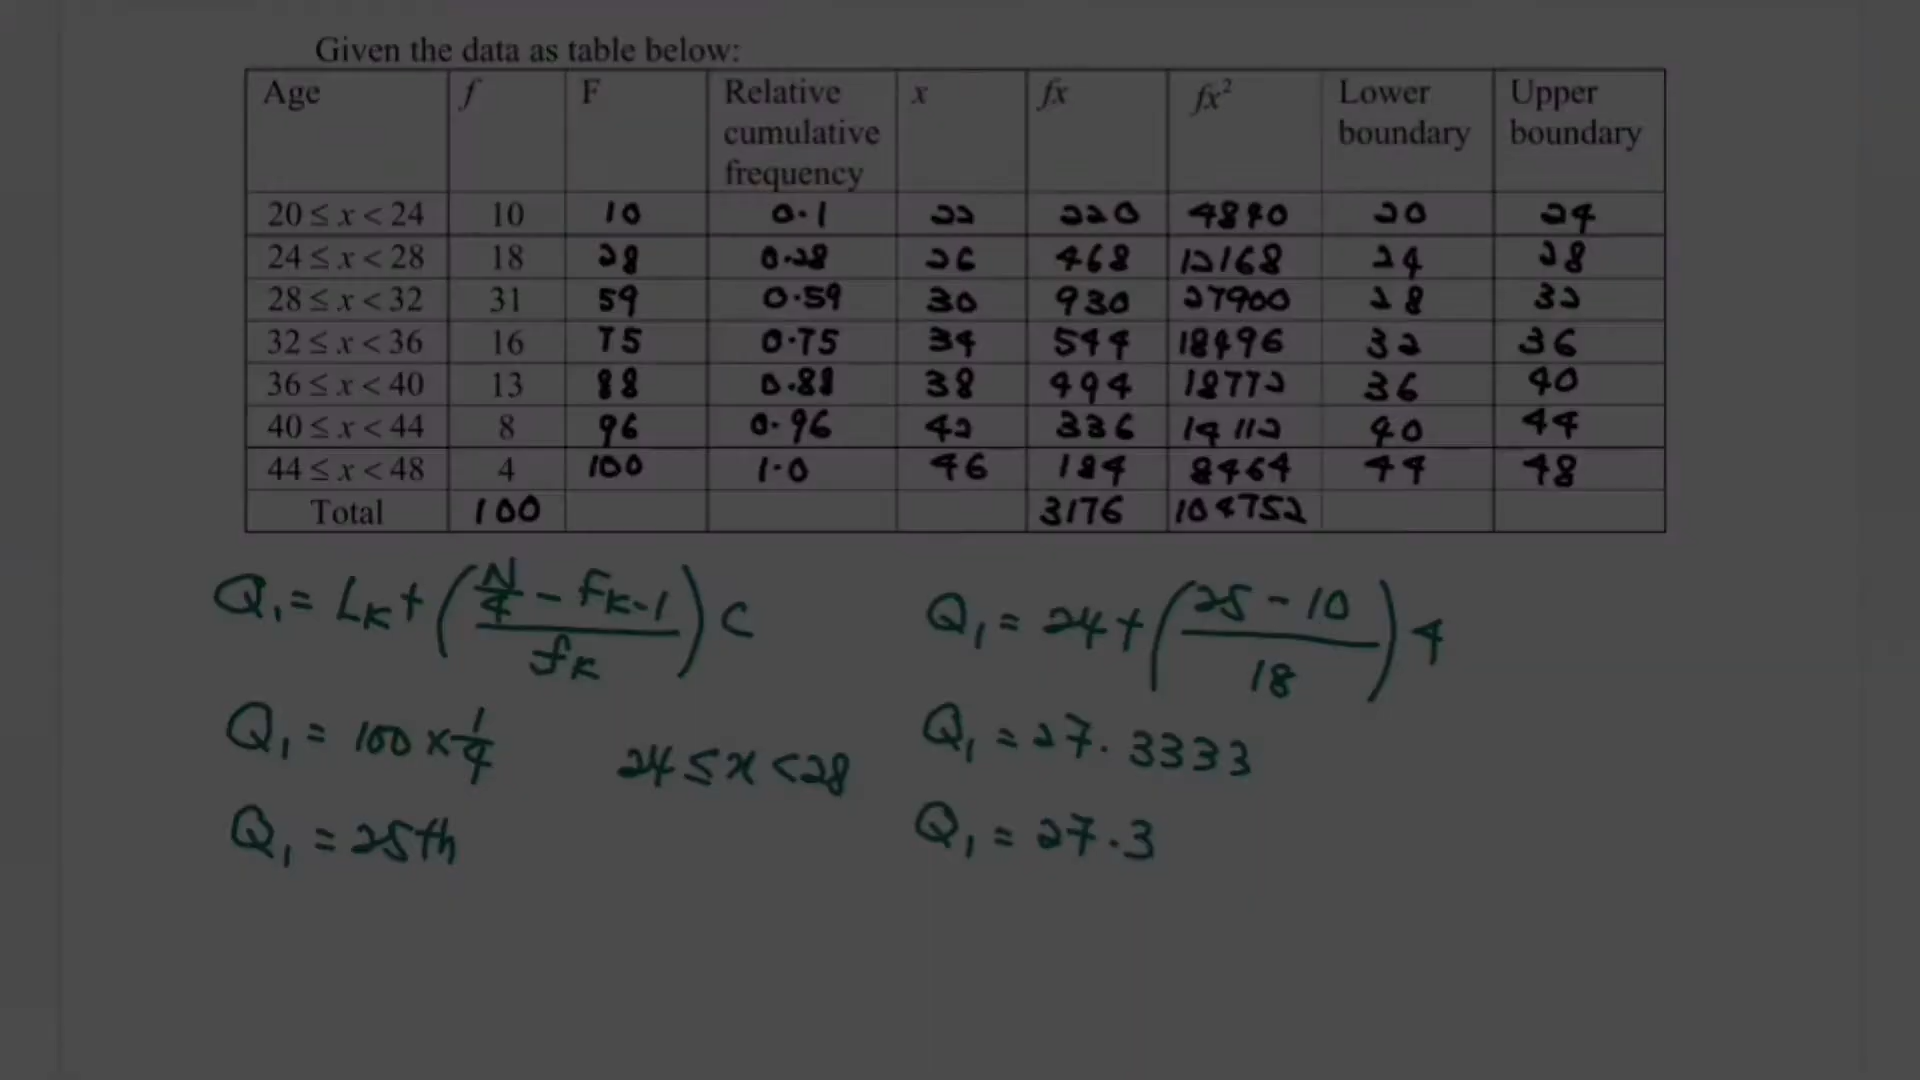 Given the data as table below:
Age f F Relative cumulative frequency x fx fx² Lower boundary Upper boundary
20 ≤ x < 24 10 10 0.1 22 220 4840 20 24
24 ≤ x < 28 18 28 0.28 26 468 12168 24 28
28 ≤ x < 32 31 59 0.59 30 930 27900 28 32
32 ≤ x < 36 16 75 0.75 34 544 18496 32 36
36 ≤ x < 40 13 88 0.88 38 494 18772 36 40
40 ≤ x < 44 8 96 0.96 42 336 14112 40 44
44 ≤ x < 48 4 100 1.0 46 184 8464 44 48
Total 100 3176 104752
Q₁ = L_K + ((N/4 - F_K-1)/f_K) C
Q₁ = 100 × 1/4
24 ≤ x < 28
Q₁ = 25th
Q₁ = 24 + ((25 - 10)/18) 4
Q₁ = 27.3333
Q₁ = 27.3